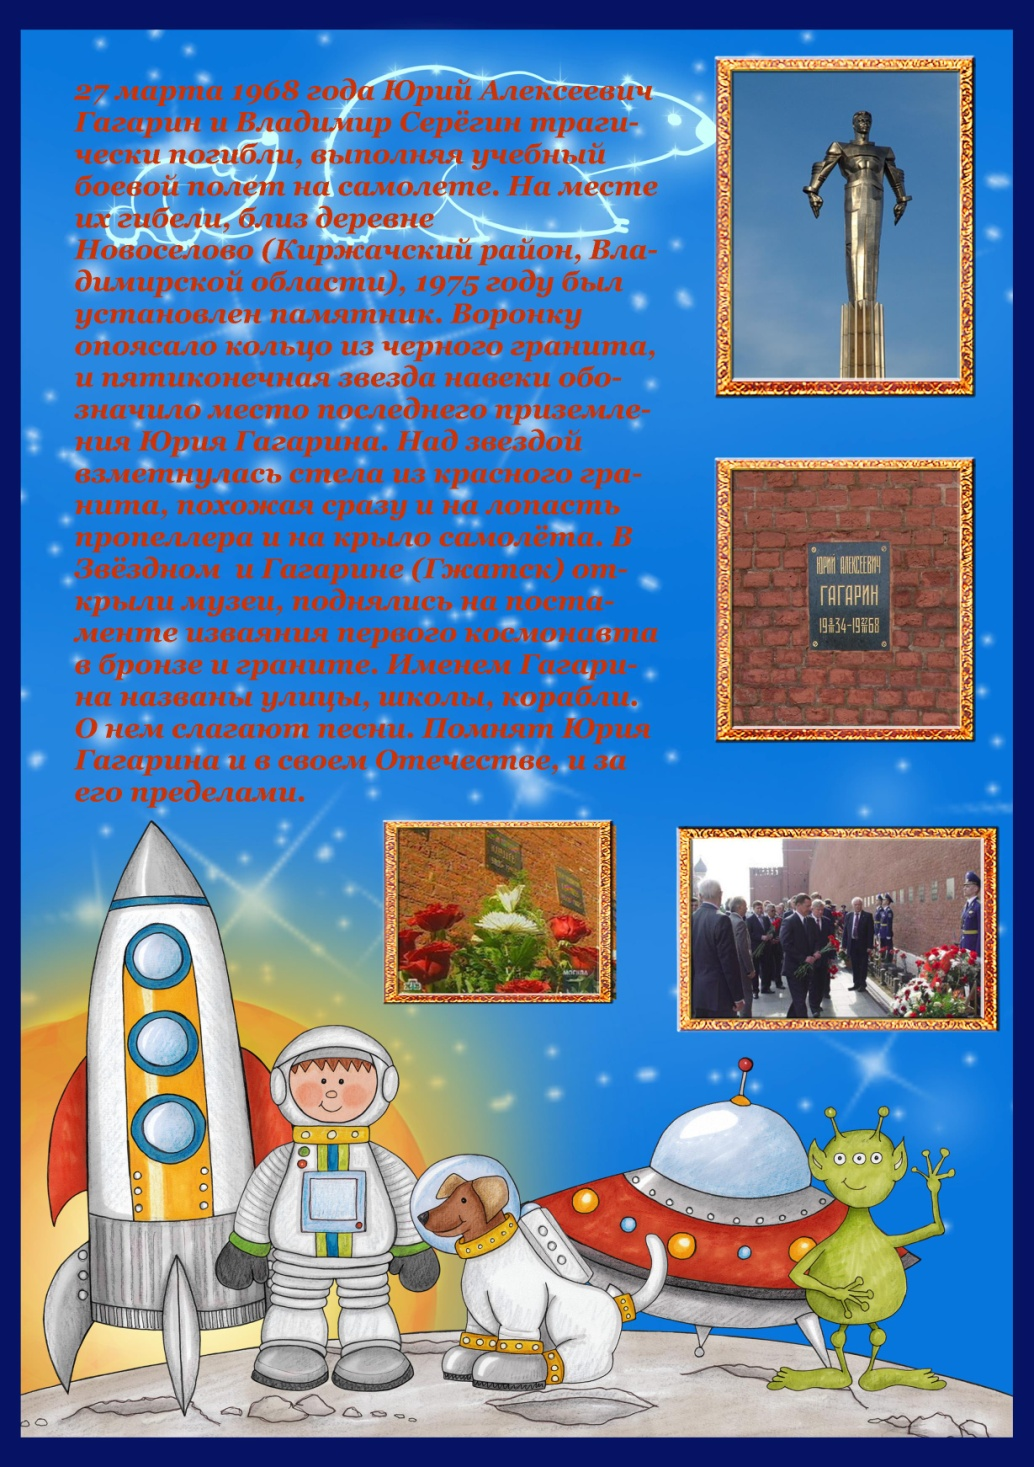 27 марта 1968 года Юрий Алексеевич
Гагарин и Владимир Серёгин траги-
чески погибли, выполняя учебный
боевой полет на самолете. На месте
их гибели, близ деревне
Новоселово (Киржачский район, Вла-
димирской области), 1975 году был
установлен памятник. Воронку
опоясало кольцо из черного гранита,
и пятиконечная звезда навеки обо-
значило место последнего приземле-
ния Юрия Гагарина. Над звездой
взметнулась стела из красного гра-
нита, похожая сразу и на лопасть
пропеллера и на крыло самолёта. В
Звёздном и Гагарине (Гжатск) от-
крыли музеи, поднялись на поста-
менте изваяния первого космонавта
в бронзе и граните. Именем Гагари-
на названы улицы, школы, корабли.
О нем слагают песни. Помнят Юрия
Гагарина и в своем Отечестве, и за
его пределами.
ЮРИЙ АЛЕКСЕЕВИЧ
ГАГАРИН
МОСКВА